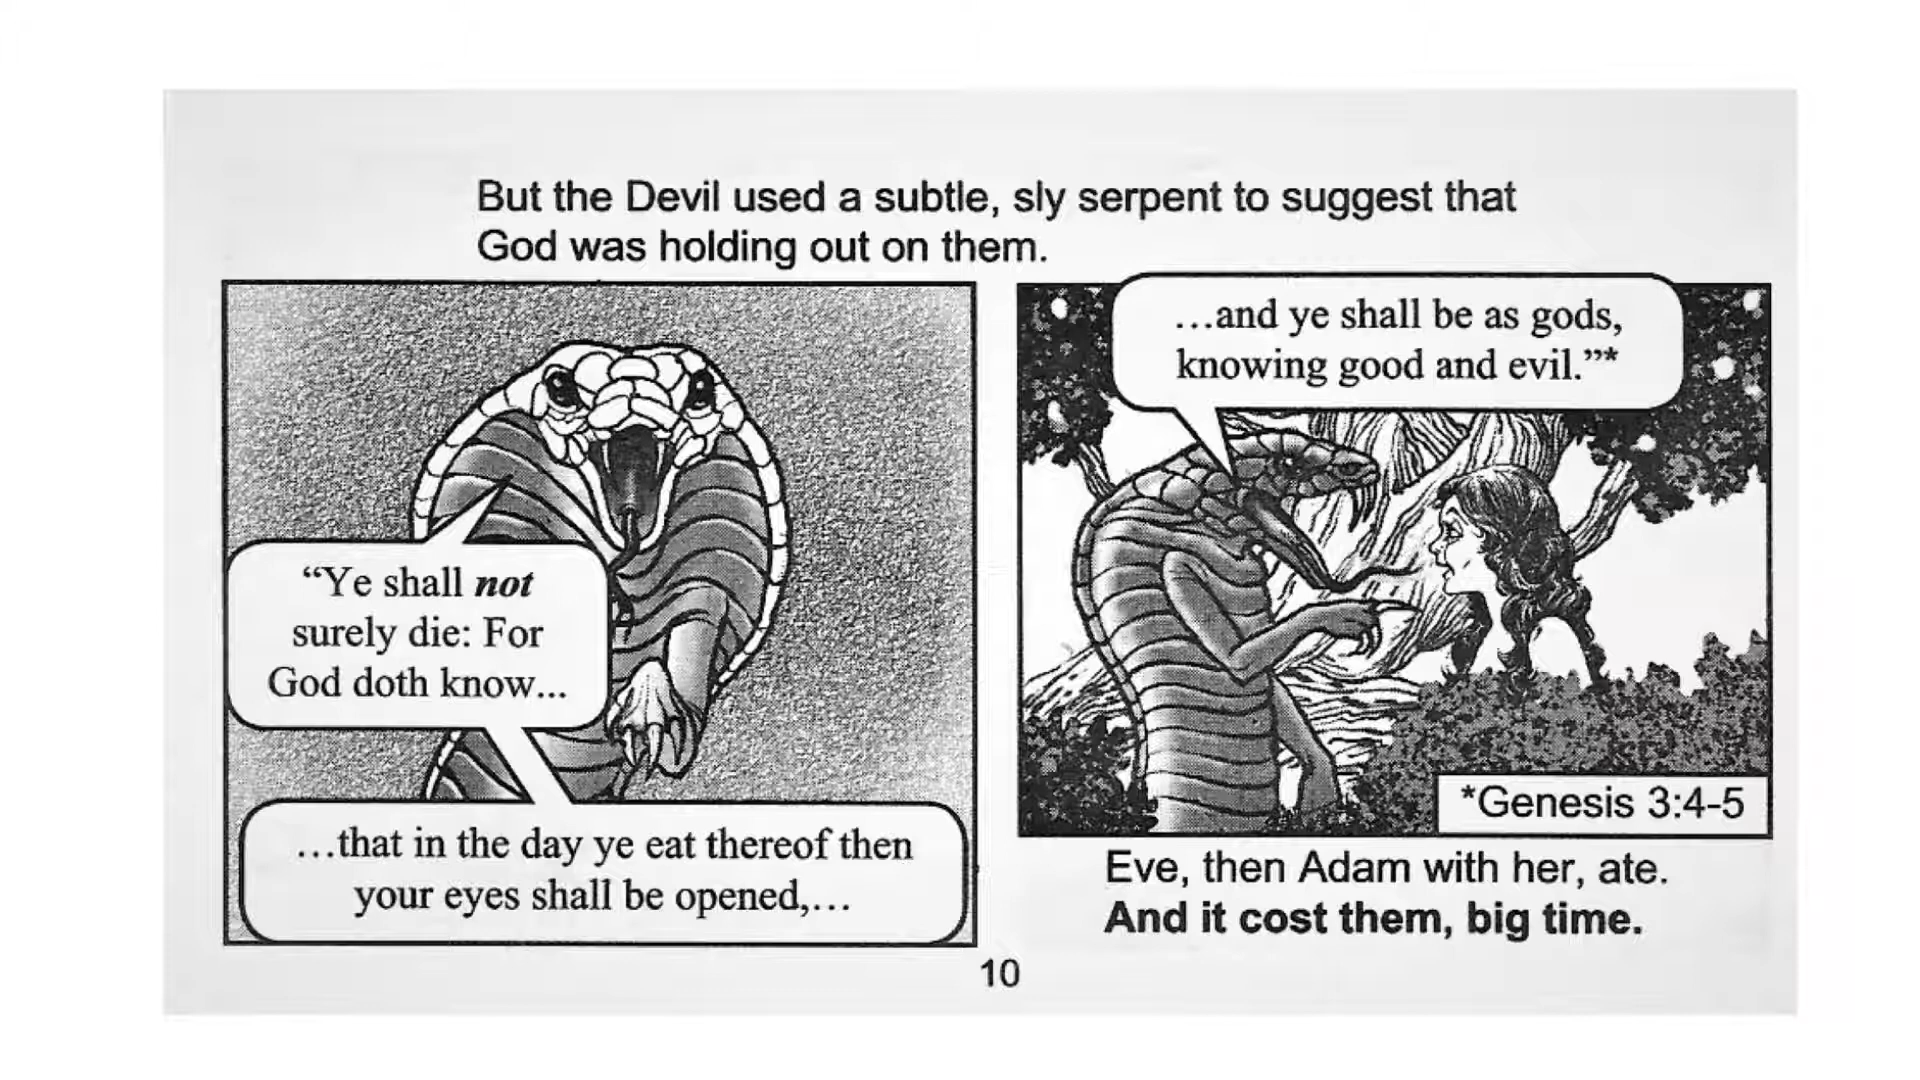 But the Devil used a subtle, sly serpent to suggest that
God was holding out on them.
“Ye shall not
surely die: For
God doth know...
…that in the day ye eat thereof then
your eyes shall be opened,…
…and ye shall be as gods,
knowing good and evil.”*
*Genesis 3:4-5
Eve, then Adam with her, ate.
And it cost them, big time.
10